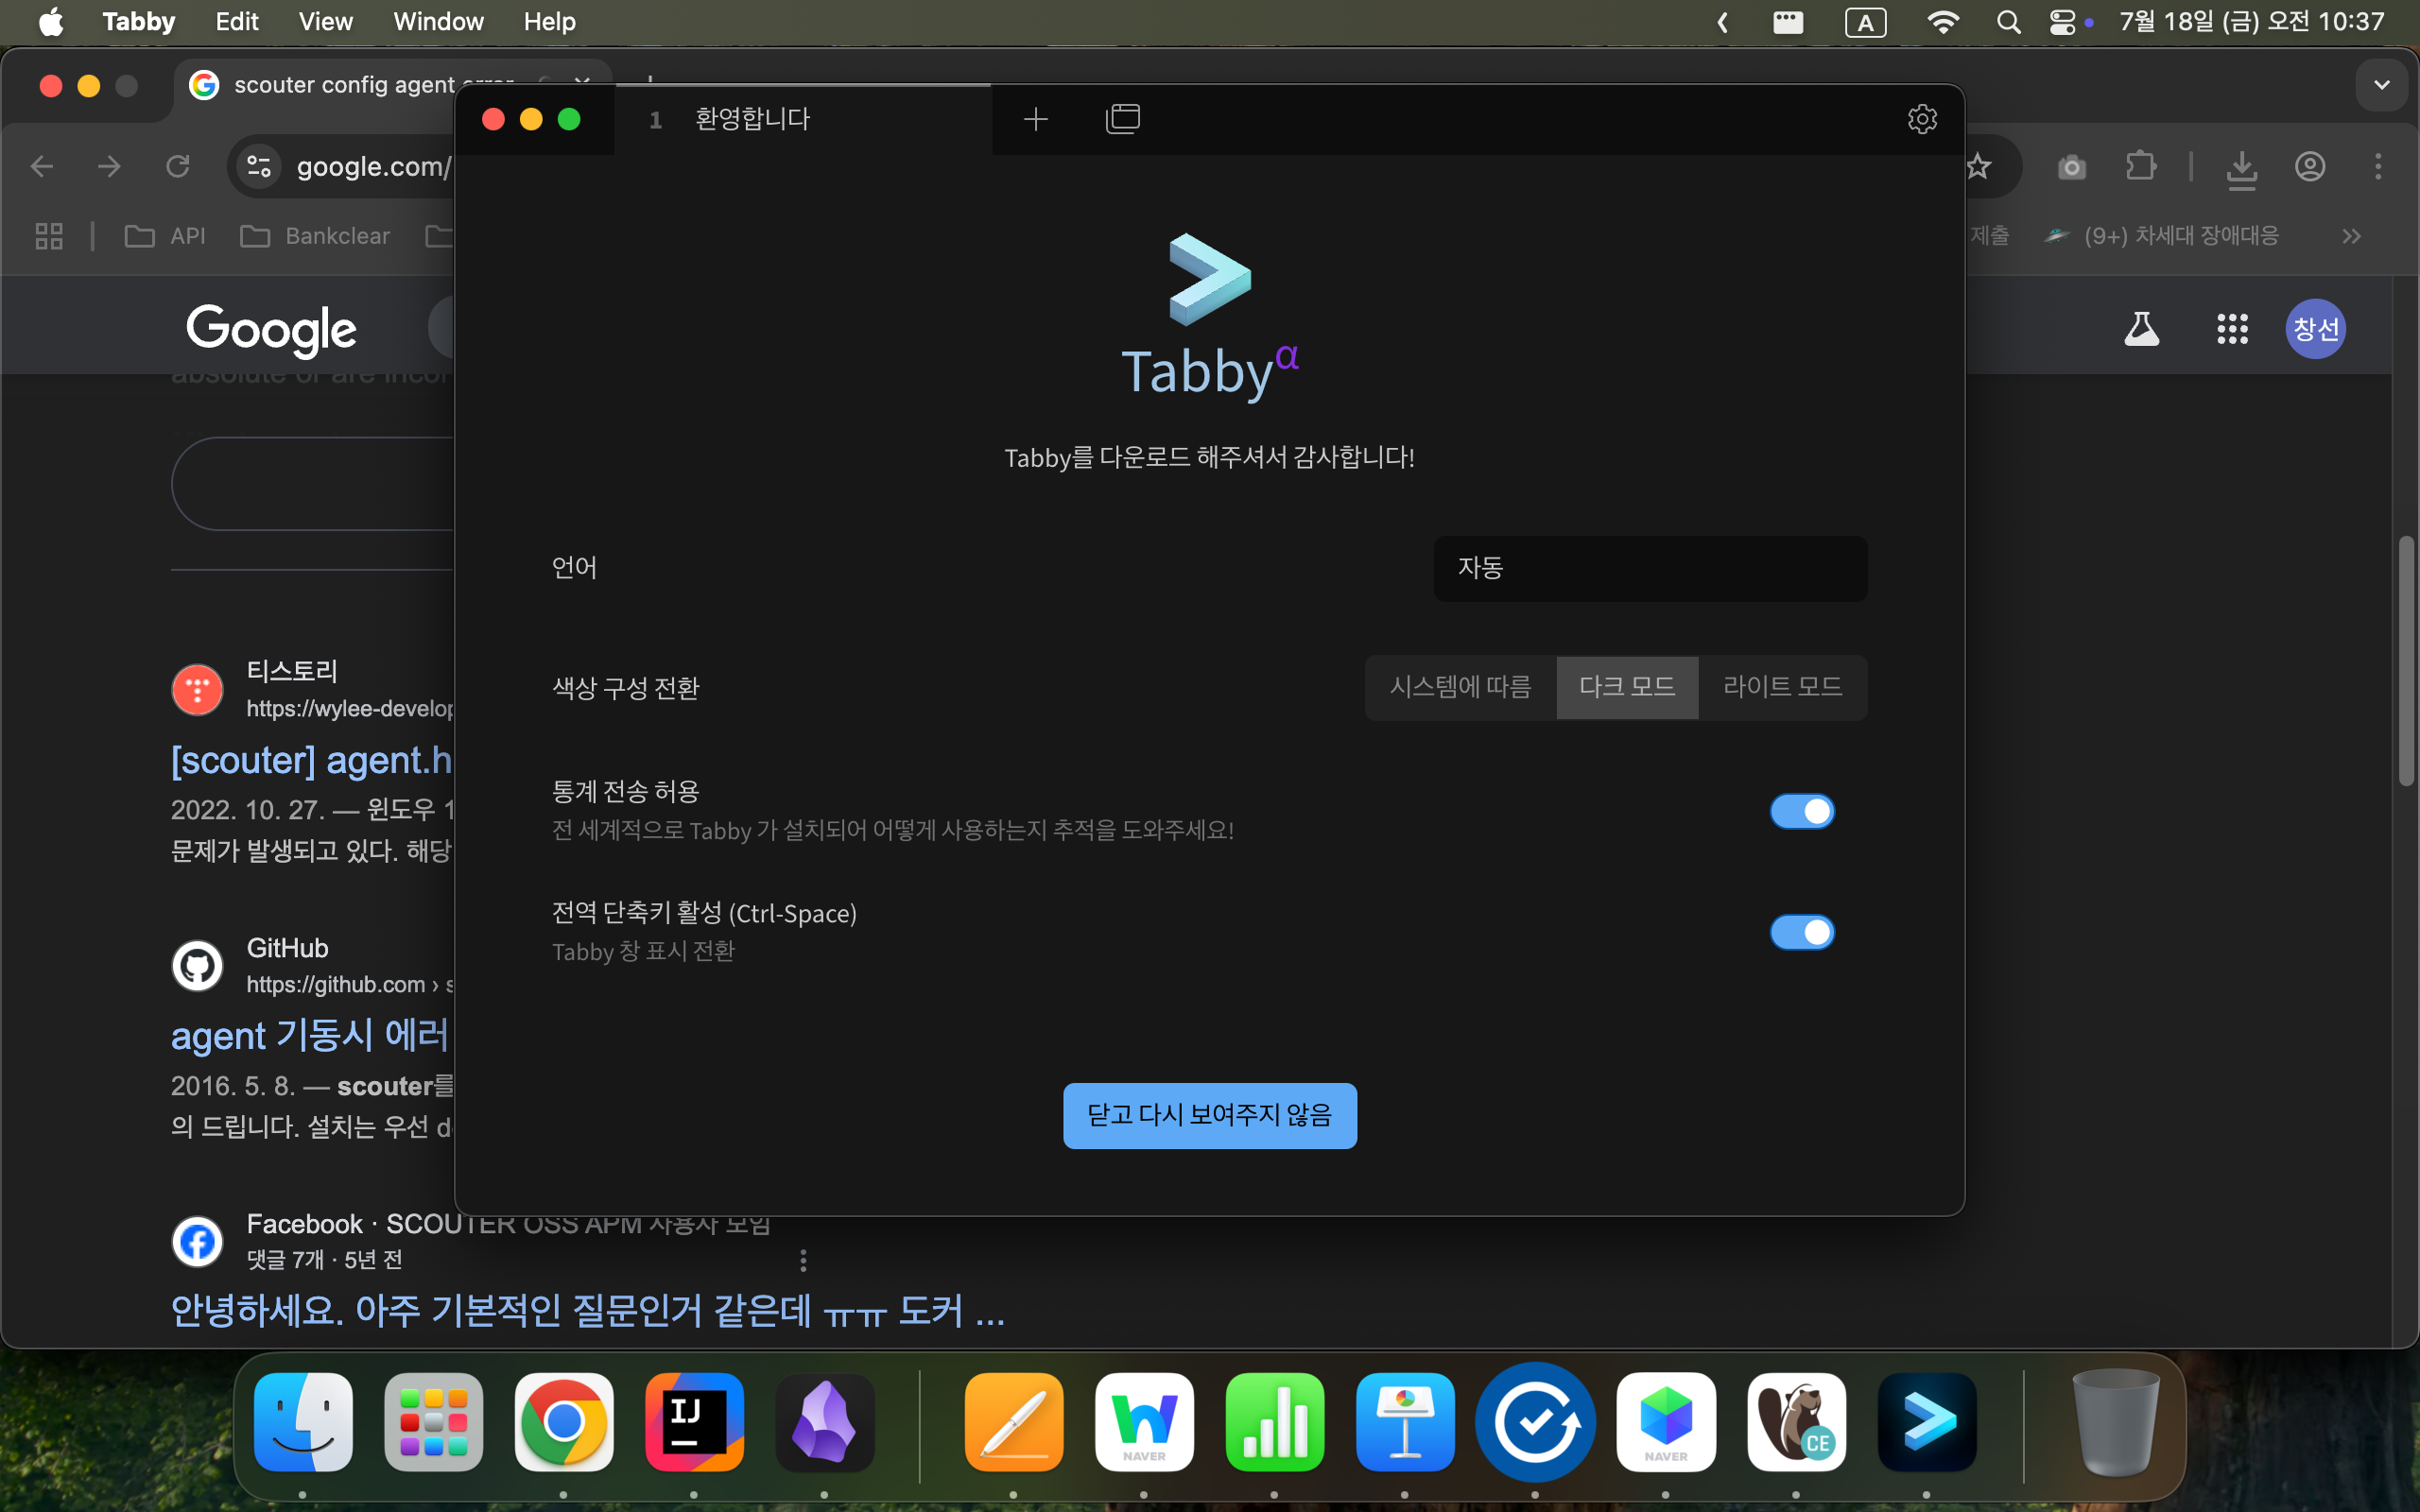 Tabby Edit View Window Help
A 7월 18일 (금) 오전 10:37
scouter config agent error
1 환영합니다
google.com/
API Bankclear
제출 (9+) 차세대 장애대응
Google
창선
Tabbyα
Tabby를 다운로드 해주셔서 감사합니다!
언어 자동
색상 구성 전환 시스템에 따름 다크 모드 라이트 모드
통계 전송 허용
전 세계적으로 Tabby 가 설치되어 어떻게 사용하는지 추적을 도와주세요!
전역 단축키 활성 (Ctrl-Space)
Tabby 창 표시 전환
닫고 다시 보여주지 않음
티스토리
https://wylee-develop
[scouter] agent.h
2022. 10. 27. — 윈도우 1
문제가 발생되고 있다. 해당
GitHub
https://github.com › s
agent 기동시 에러
2016. 5. 8. — scouter를
의 드립니다. 설치는 우선 d
Facebook · SCOUTER OSS APM 사용자 모임
댓글 7개 · 5년 전
안녕하세요. 아주 기본적인 질문인거 같은데 ㅠㅠ 도커 ...
IJ
NAVER
NAVER
CE